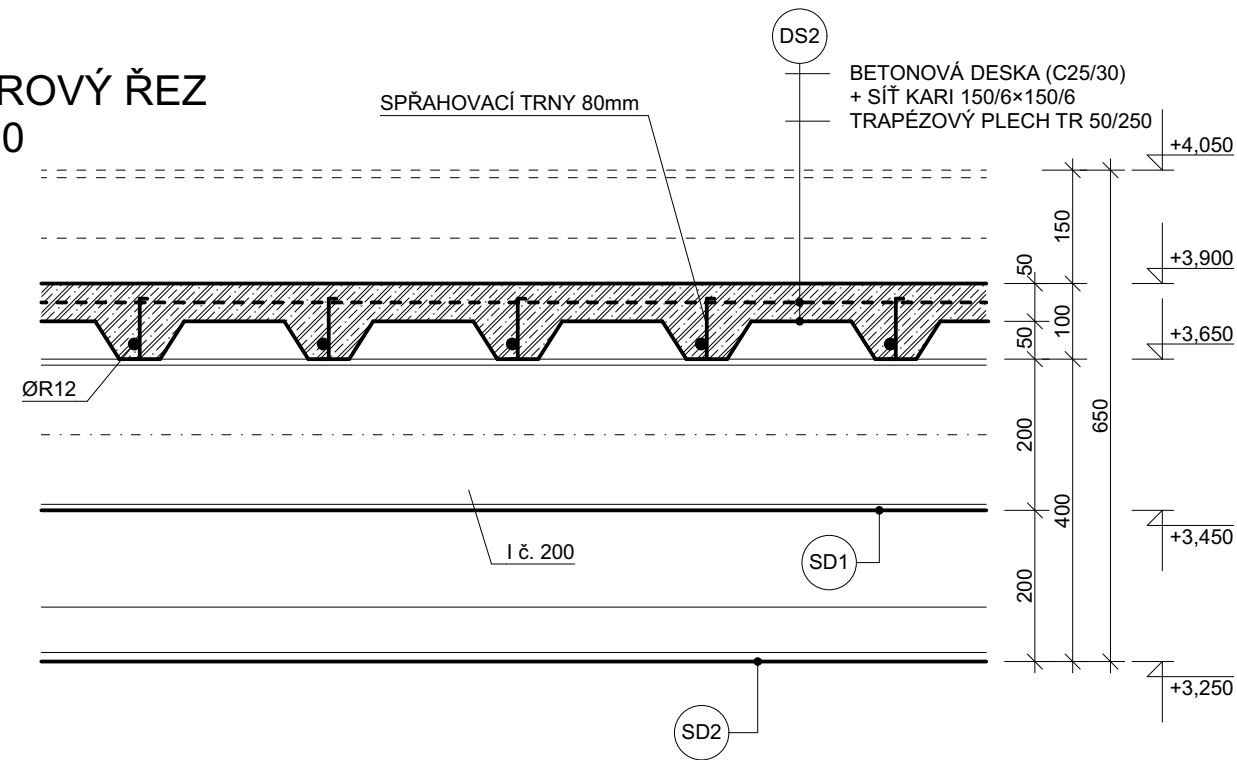 DS2
BETONOVÁ DESKA (C25/30)
+ SÍŤ KARI 150/6×150/6
TRAPÉZOVÝ PLECH TR 50/250
ROVÝ ŘEZ
0
SPŘAHOVACÍ TRNY 80mm
+4,050
150
+3,900
50
100
50
+3,650
ØR12
650
200
400
+3,450
I č. 200
SD1
200
+3,250
SD2